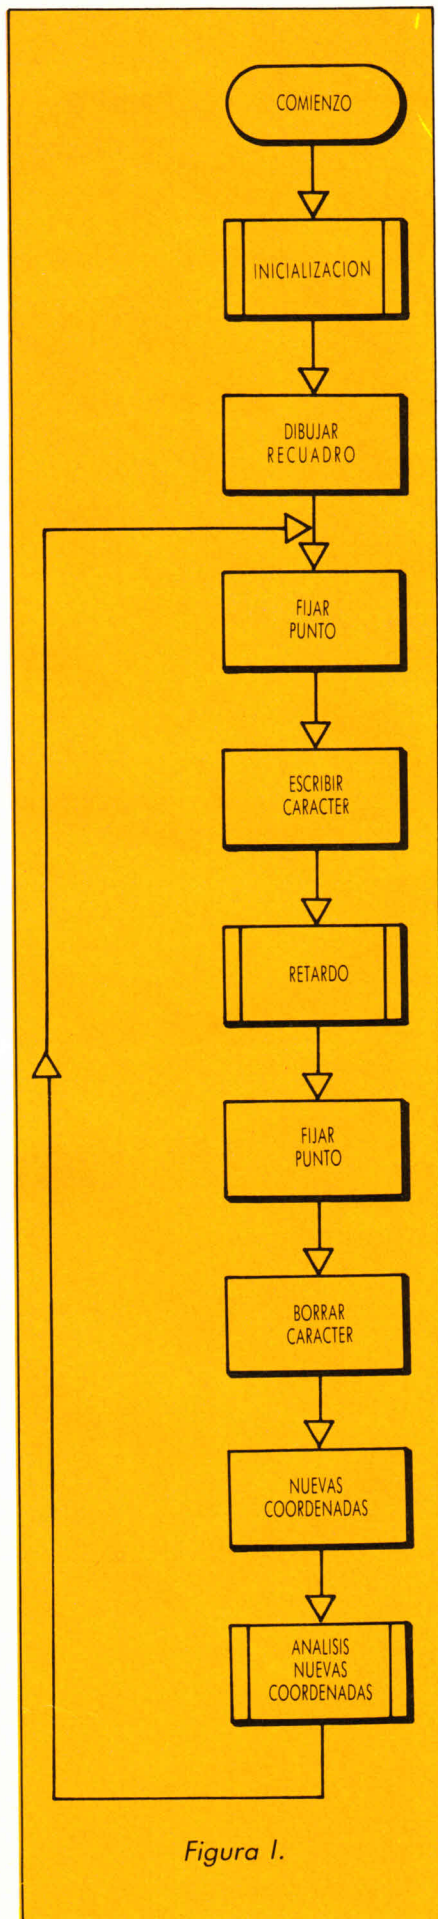 COMIENZO
INICIALIZACION
DIBUJAR
RECUADRO
FIJAR
PUNTO
ESCRIBIR
CARACTER
RETARDO
FIJAR
PUNTO
BORRAR
CARACTER
NUEVAS
COORDENADAS
ANALISIS
NUEVAS
COORDENADAS
Figura I.